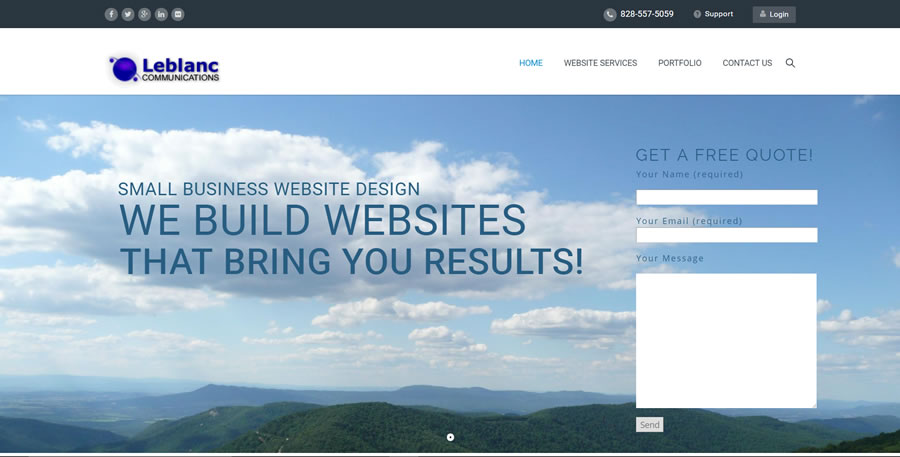 828-557-5059 Support Login
Leblanc
COMMUNICATIONS
HOME WEBSITE SERVICES PORTFOLIO CONTACT US
GET A FREE QUOTE!
Your Name (required)
SMALL BUSINESS WEBSITE DESIGN
WE BUILD WEBSITES
THAT BRING YOU RESULTS!
Your Email (required)
Your Message
Send